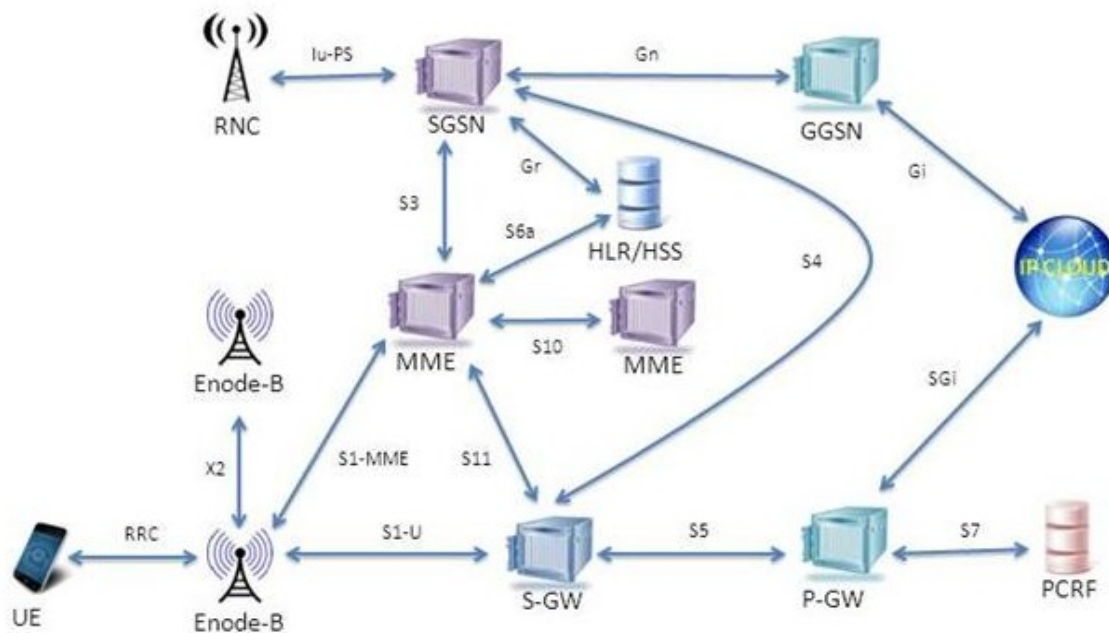 Iu-PS
Gn
RNC
SGSN
GGSN
Gr
Gi
S3
S6a
HLR/HSS
S4
IP CLOUD
S10
MME
MME
Enode-B
SGi
X2
S1-MME
S11
RRC
S1-U
S5
S7
UE
Enode-B
S-GW
P-GW
PCRF